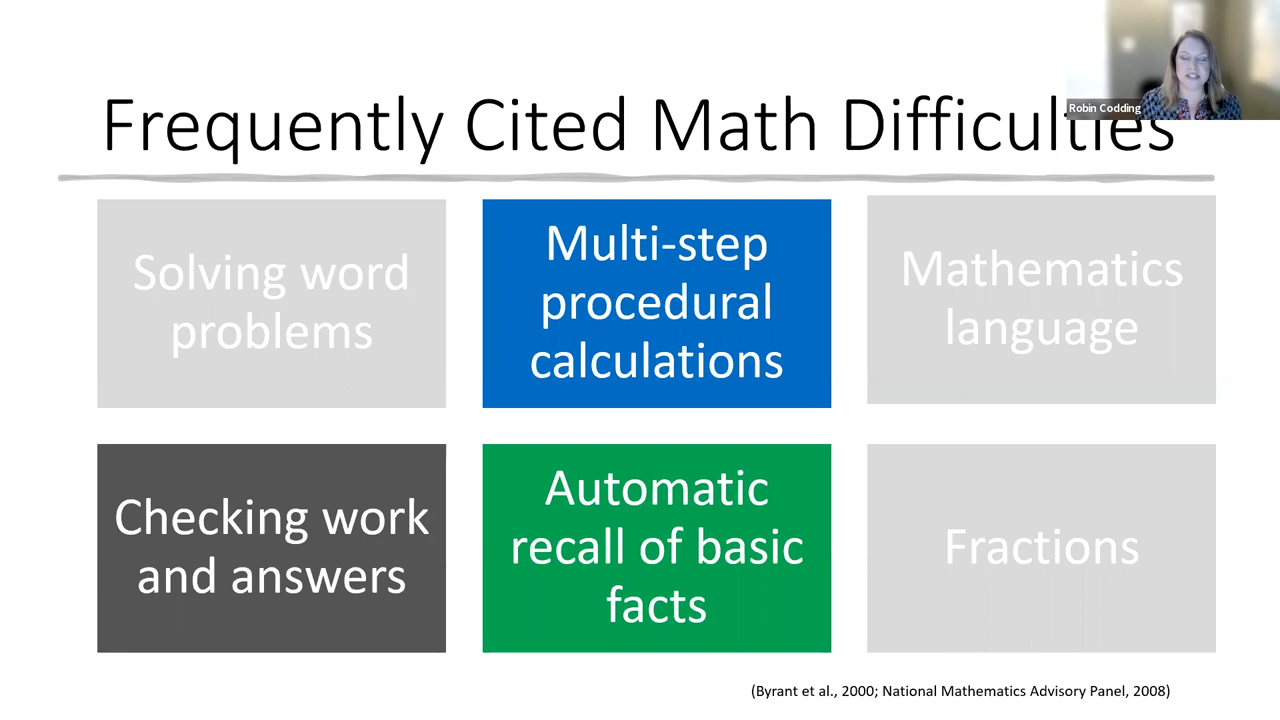 Robin Codding
Frequently Cited Math Difficulties
Solving word
problems
Multi-step
procedural
calculations
Mathematics
language
Checking work
and answers
Automatic
recall of basic
facts
Fractions
(Byrant et al., 2000; National Mathematics Advisory Panel, 2008)